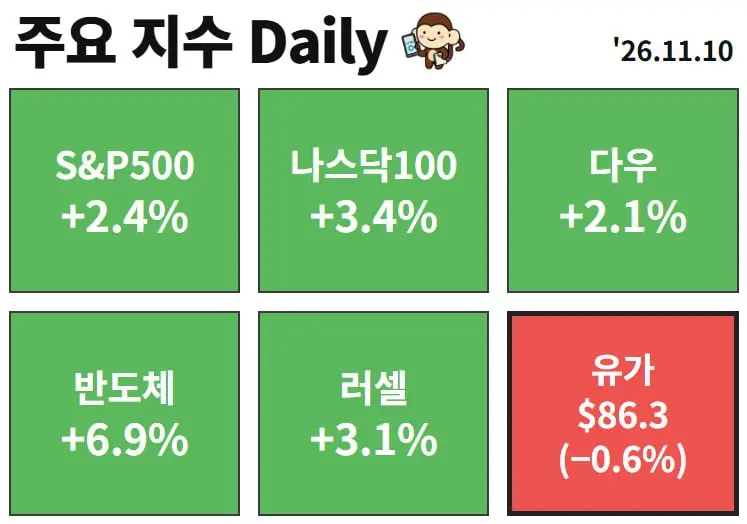 주요 지수 Daily
'26.11.10
S&P500
+2.4%
나스닥100
+3.4%
다우
+2.1%
반도체
+6.9%
러셀
+3.1%
유가
$86.3
(−0.6%)